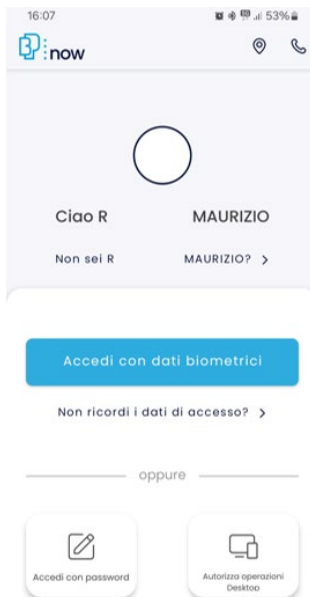 16:07 53%
now
Ciao R MAURIZIO
Non sei R MAURIZIO? >
Accedi con dati biometrici
Non ricordi i dati di accesso? >
oppure
Accedi con password
Autorizza operazioni
Desktop